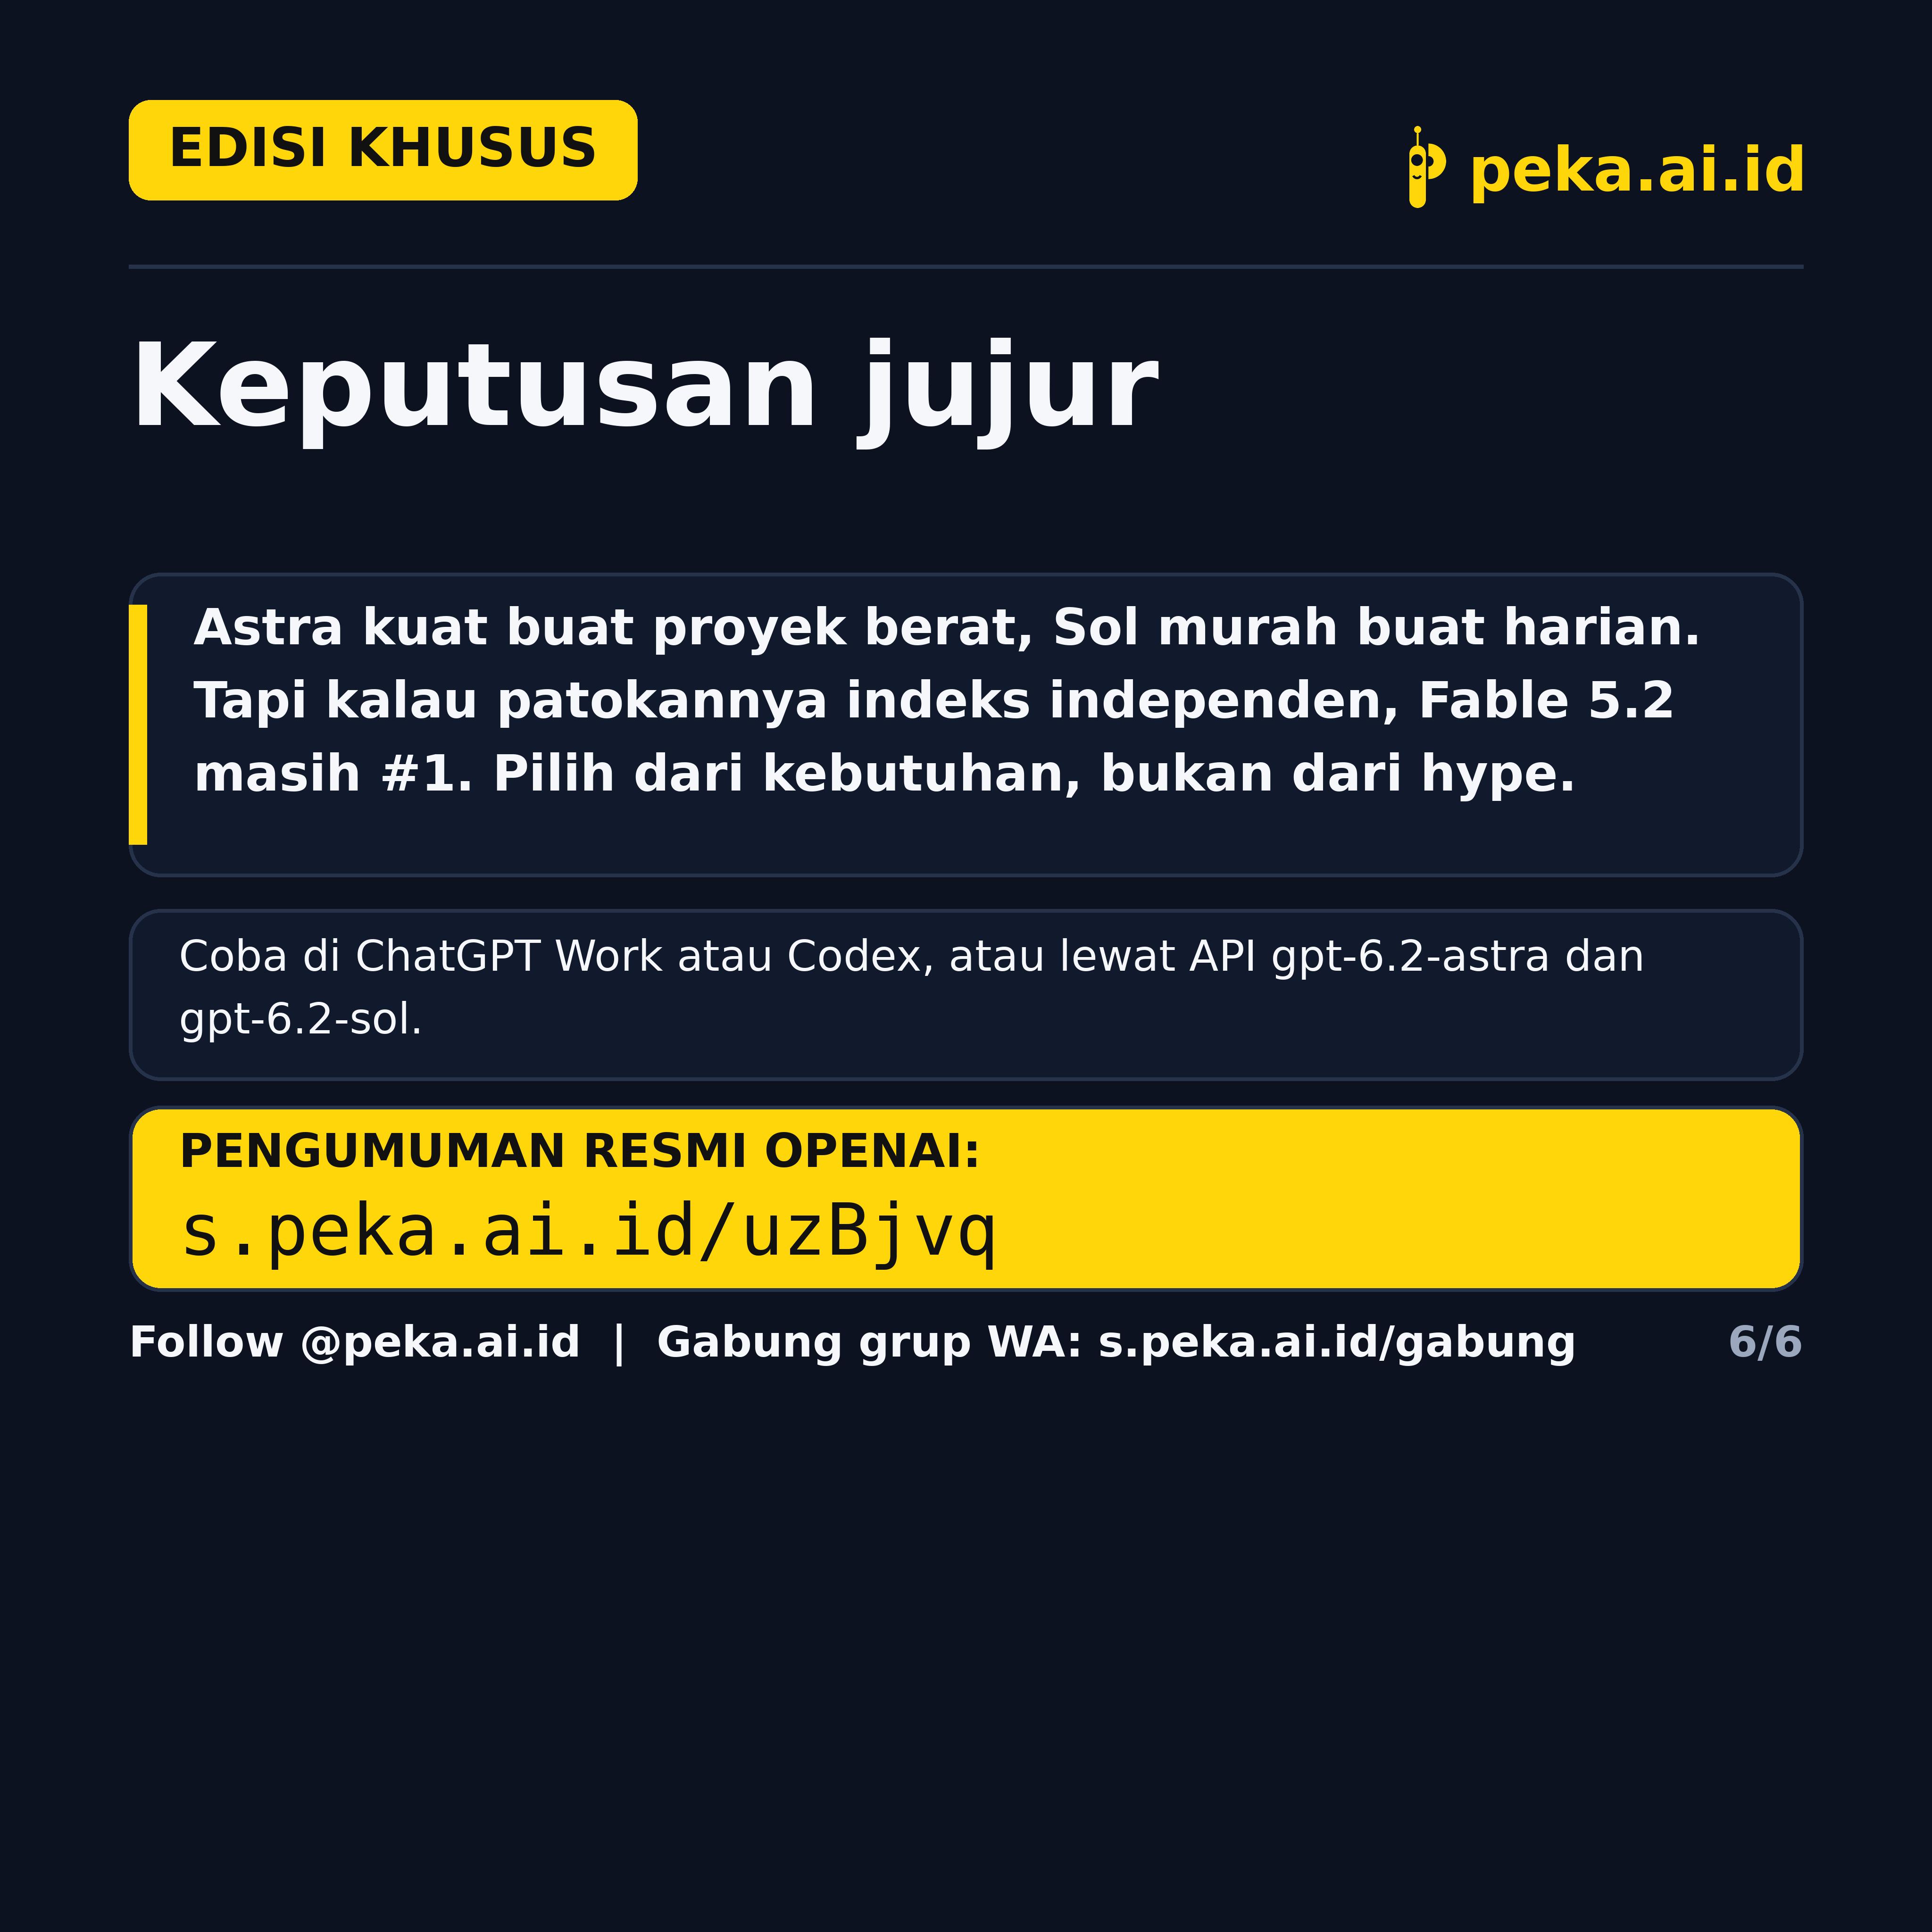 EDISI KHUSUS
peka.ai.id
Keputusan jujur
Astra kuat buat proyek berat, Sol murah buat harian.
Tapi kalau patokannya indeks independen, Fable 5.2
masih #1. Pilih dari kebutuhan, bukan dari hype.
Coba di ChatGPT Work atau Codex, atau lewat API gpt-6.2-astra dan
gpt-6.2-sol.
PENGUMUMAN RESMI OPENAI:
s.peka.ai.id/uzBjvq
Follow @peka.ai.id | Gabung grup WA: s.peka.ai.id/gabung
6/6